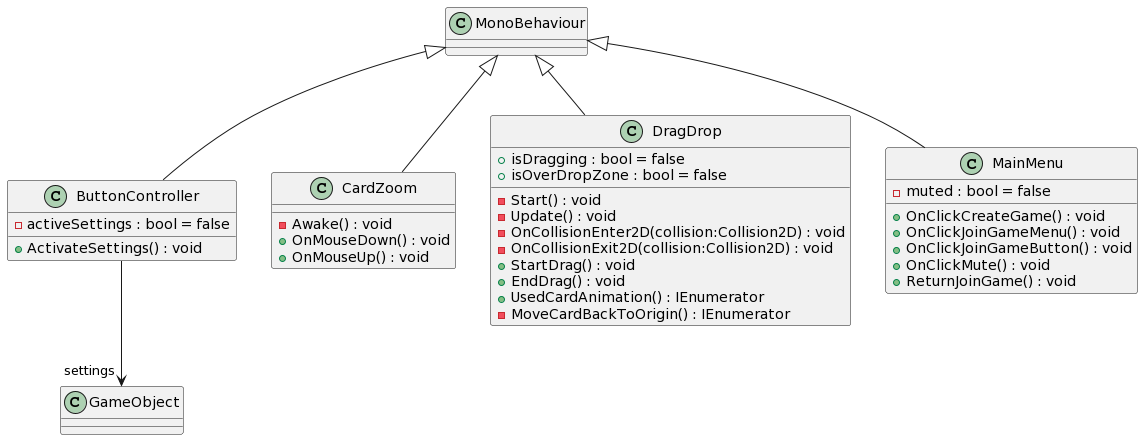 C MonoBehaviour
C DragDrop
isDragging : bool = false
isOverDropZone : bool = false
Start() : void
Update() : void
OnCollisionEnter2D(collision:Collision2D) : void
OnCollisionExit2D(collision:Collision2D) : void
StartDrag() : void
EndDrag() : void
UsedCardAnimation() : IEnumerator
MoveCardBackToOrigin() : IEnumerator
C MainMenu
muted : bool = false
OnClickCreateGame() : void
OnClickJoinGameMenu() : void
OnClickJoinGameButton() : void
OnClickMute() : void
ReturnJoinGame() : void
C CardZoom
Awake() : void
OnMouseDown() : void
OnMouseUp() : void
C ButtonController
activeSettings : bool = false
ActivateSettings() : void
settings
C GameObject